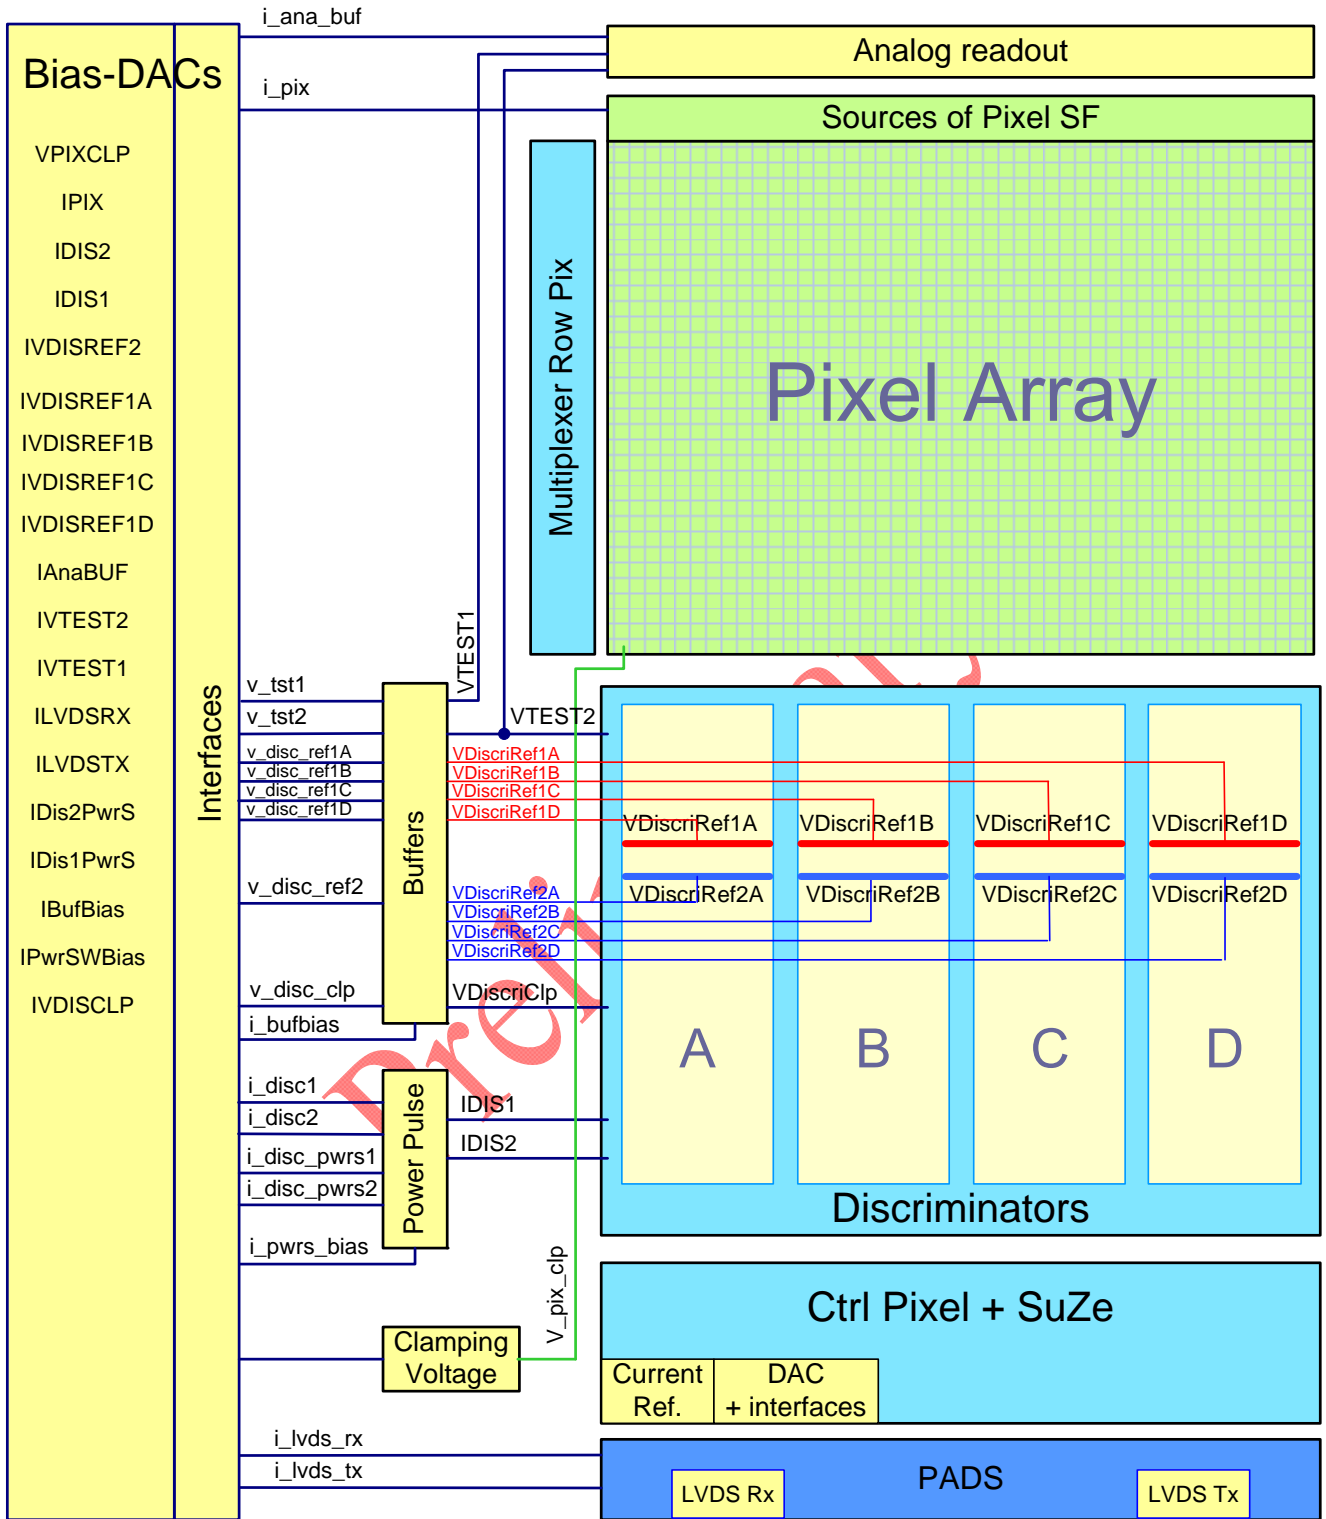 i_ana_buf
Analog readout
Bias-DACs
i_pix
Sources of Pixel SF
VPIXCLP
IPIX
IDIS2
IDIS1
IVDISREF2
IVDISREF1A
IVDISREF1B
IVDISREF1C
IVDISREF1D
IAnaBUF
IVTEST2
IVTEST1
ILVDSRX
ILVDSTX
IDis2PwrS
IDis1PwrS
IBufBias
IPwrSWBias
IVDISCLP
Interfaces
Multiplexer Row Pix
Pixel Array
VTEST1
v_tst1
v_tst2
VTEST2
v_disc_ref1A
v_disc_ref1B
v_disc_ref1C
v_disc_ref1D
v_disc_ref2
v_disc_clp
i_bufbias
Buffers
VDiscriRef1A
VDiscriRef1B
VDiscriRef1C
VDiscriRef1D
VDiscriRef2A
VDiscriRef2B
VDiscriRef2C
VDiscriRef2D
VDiscriClp
VDiscriRef1A
VDiscriRef1B
VDiscriRef1C
VDiscriRef1D
VDiscriRef2A
VDiscriRef2B
VDiscriRef2C
VDiscriRef2D
A
B
C
D
Discriminators
i_disc1
i_disc2
i_disc_pwrs1
i_disc_pwrs2
i_pwrs_bias
Power Pulse
IDIS1
IDIS2
V_pix_clp
Clamping
Voltage
Ctrl Pixel + SuZe
Current
Ref.
DAC
+ interfaces
i_lvds_rx
i_lvds_tx
PADS
LVDS Rx
LVDS Tx